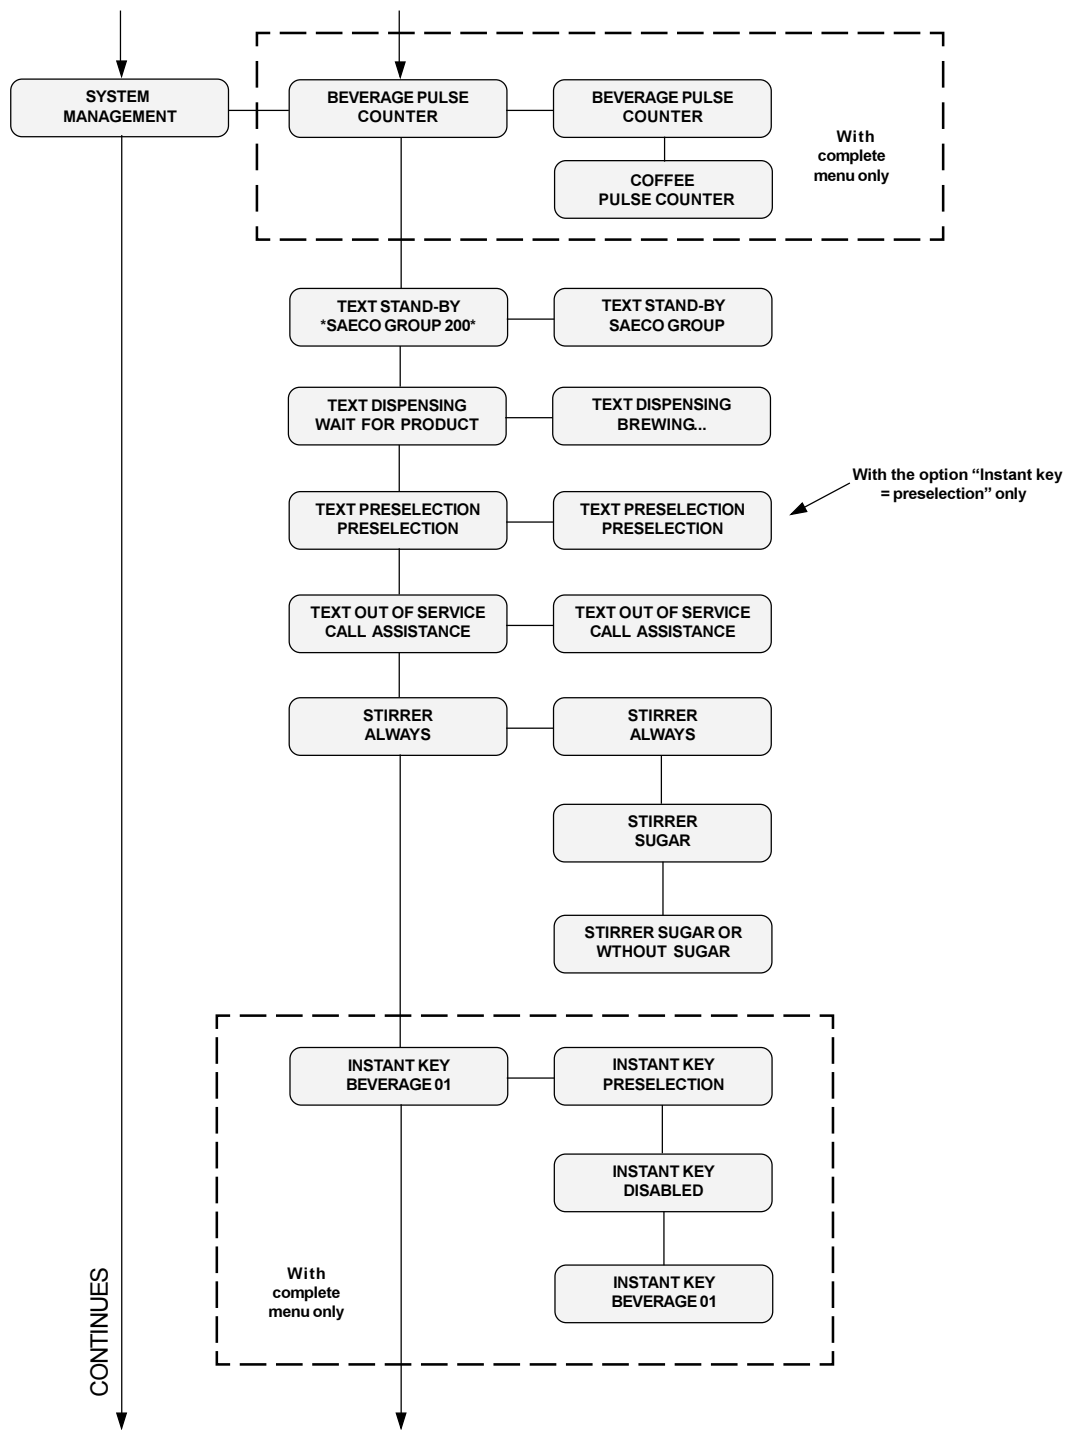 SYSTEM
MANAGEMENT
BEVERAGE PULSE
COUNTER
BEVERAGE PULSE
COUNTER
With
complete
menu only
COFFEE
PULSE COUNTER
TEXT STAND-BY
*SAECO GROUP 200*
TEXT STAND-BY
SAECO GROUP
TEXT DISPENSING
WAIT FOR PRODUCT
TEXT DISPENSING
BREWING...
With the option “Instant key
= preselection” only
TEXT PRESELECTION
PRESELECTION
TEXT PRESELECTION
PRESELECTION
TEXT OUT OF SERVICE
CALL ASSISTANCE
TEXT OUT OF SERVICE
CALL ASSISTANCE
STIRRER
ALWAYS
STIRRER
ALWAYS
STIRRER
SUGAR
STIRRER SUGAR OR
WTHOUT SUGAR
INSTANT KEY
BEVERAGE 01
INSTANT KEY
PRESELECTION
INSTANT KEY
DISABLED
INSTANT KEY
BEVERAGE 01
With
complete
menu only
CONTINUES